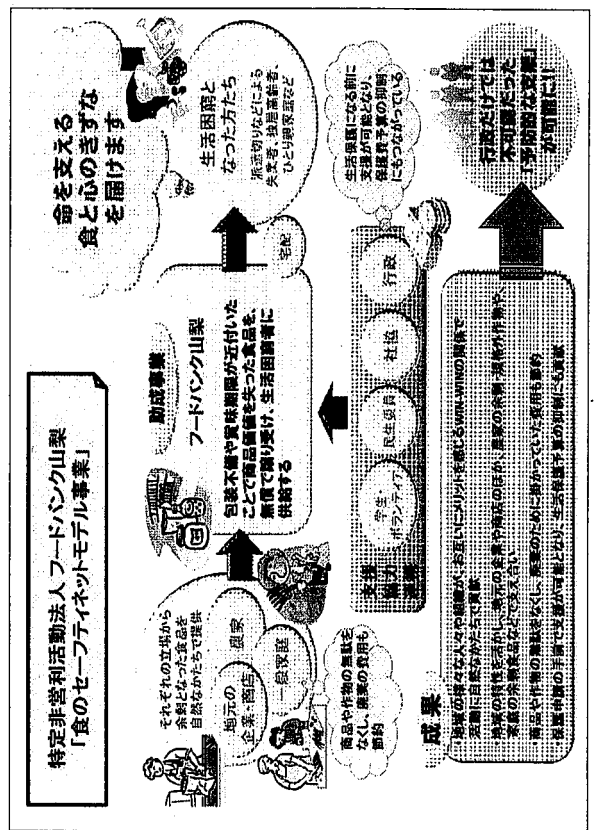 特定非営利活動法人フードバンク山梨
「食のセーフティネットモデル事業」
命を支える
食と心のきずな
を届けます
それぞれの立場から
余剰となった食品を
自然なかたちで提供
地元の
企業・商店
農家
一般家庭
商品や作物の無駄を
なくし、廃棄の費用も
節約
助成事業
フードバンク山梨
包装不備や賞味期限が近付いた
ことで商品価値を失った食品を、
無償で譲り受け、生活困窮者に
供給する
宅配
生活困窮と
なった方たち
派遣切りなどによる
失業者、独居高齢者、
ひとり親家庭など
支援
協力
連携
学生・
ボランティア
民生委員
社協
行政
生活保護になる前に
支援が可能となり、
保護費予算の抑制
にもつながっている
成果
・地域の様々な人々や組織が、お互いにメリットを感じるWIN-WINの関係で
活動に自然なかたちで貢献
・地域の特性を活かし、地元の企業や商店のほか、農家の余剰・規格外作物や、
家庭の余剰食品などで支え合い
・商品や作物の無駄をなくし、廃棄のために掛かっていた費用も節約
・保護申請の手前で支援が可能となり、生活保護予算の抑制にも貢献
行政だけでは
不可能だった
「予防的な支援」
が可能に!!